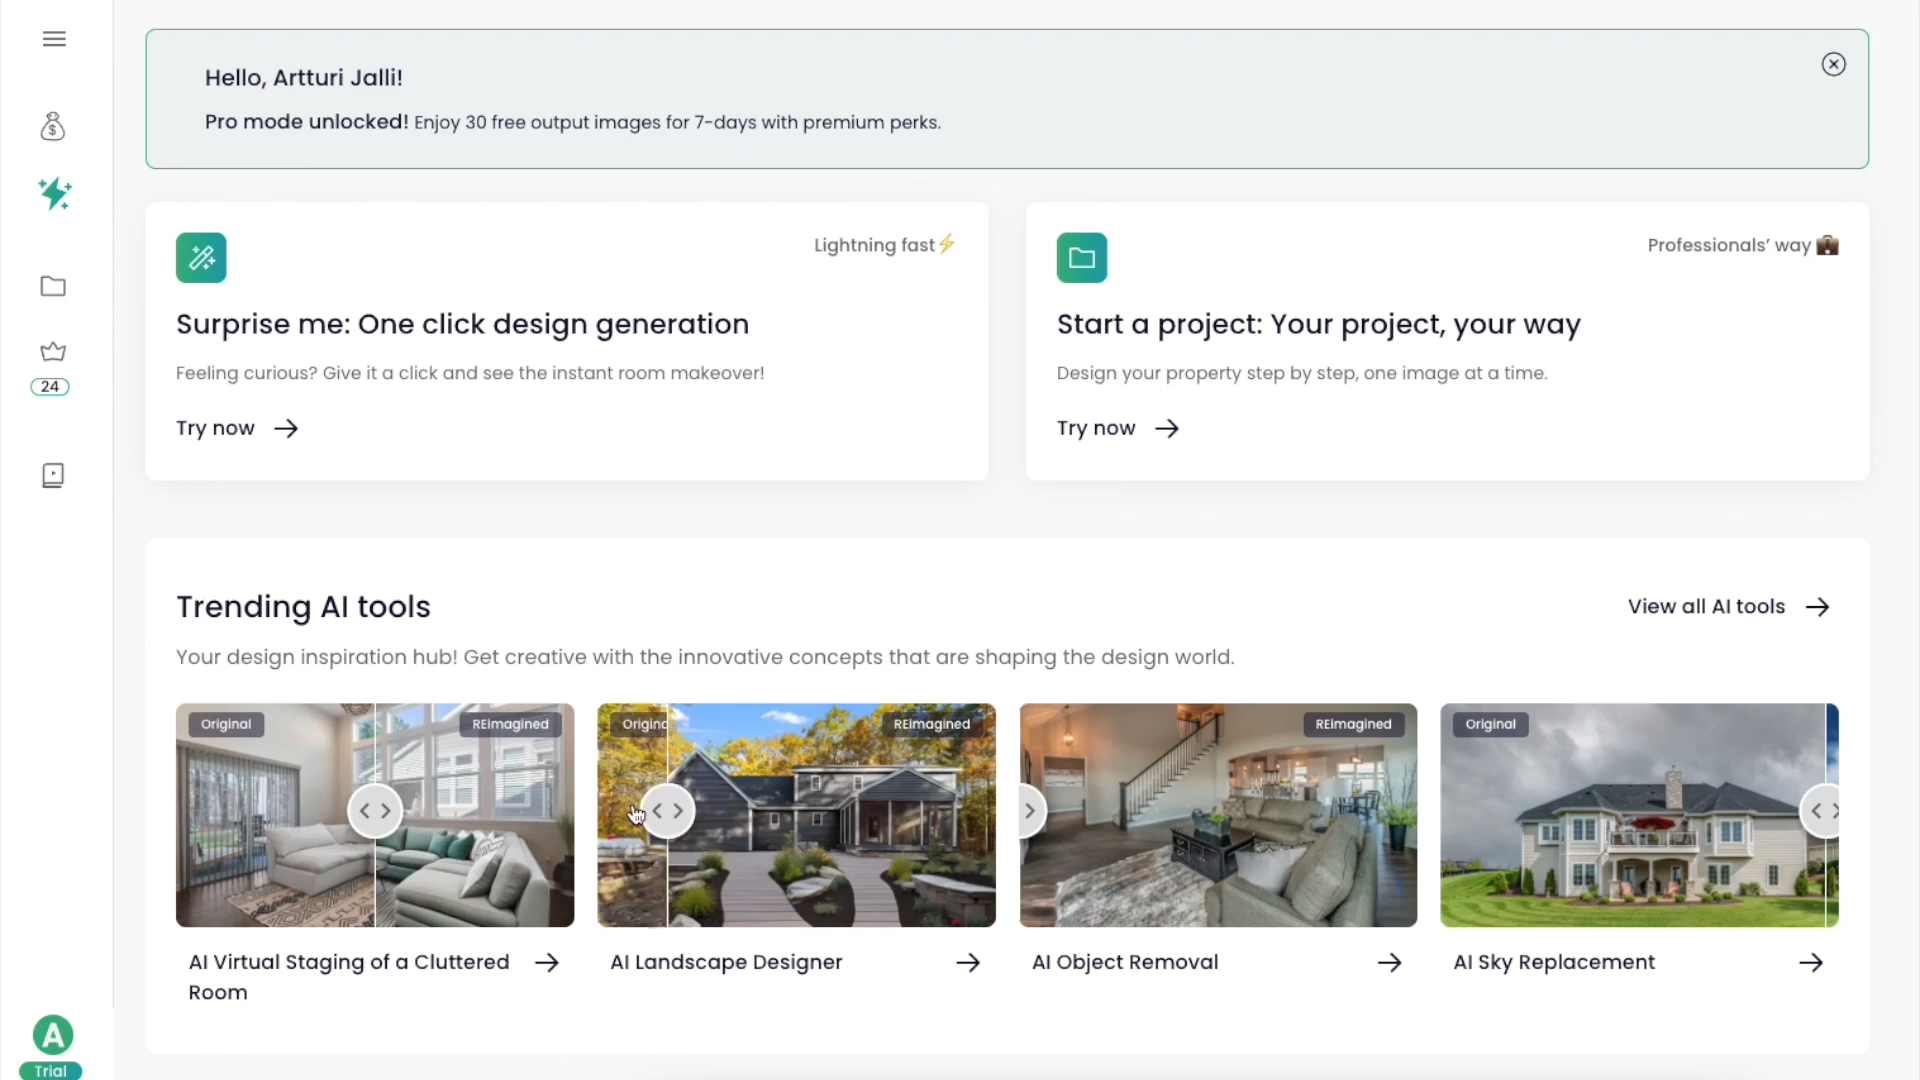 Hello, Artturi Jalli!
Pro mode unlocked! Enjoy 30 free output images for 7-days with premium perks.
Lightning fast⚡
Surprise me: One click design generation
Feeling curious? Give it a click and see the instant room makeover!
Try now
Professionals’ way 💼
Start a project: Your project, your way
Design your property step by step, one image at a time.
Try now
24
Trending AI tools
View all AI tools
Your design inspiration hub! Get creative with the innovative concepts that are shaping the design world.
Original
REimagined
Origina
REimagined
REimagined
Original
AI Virtual Staging of a Cluttered
Room
AI Landscape Designer
AI Object Removal
AI Sky Replacement
A
Trial